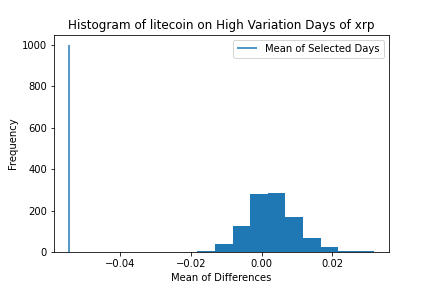 Histogram of litecoin on High Variation Days of xrp
Mean of Selected Days
1000
800
600
400
200
0
Frequency
−0.04
−0.02
0.00
0.02
Mean of Differences